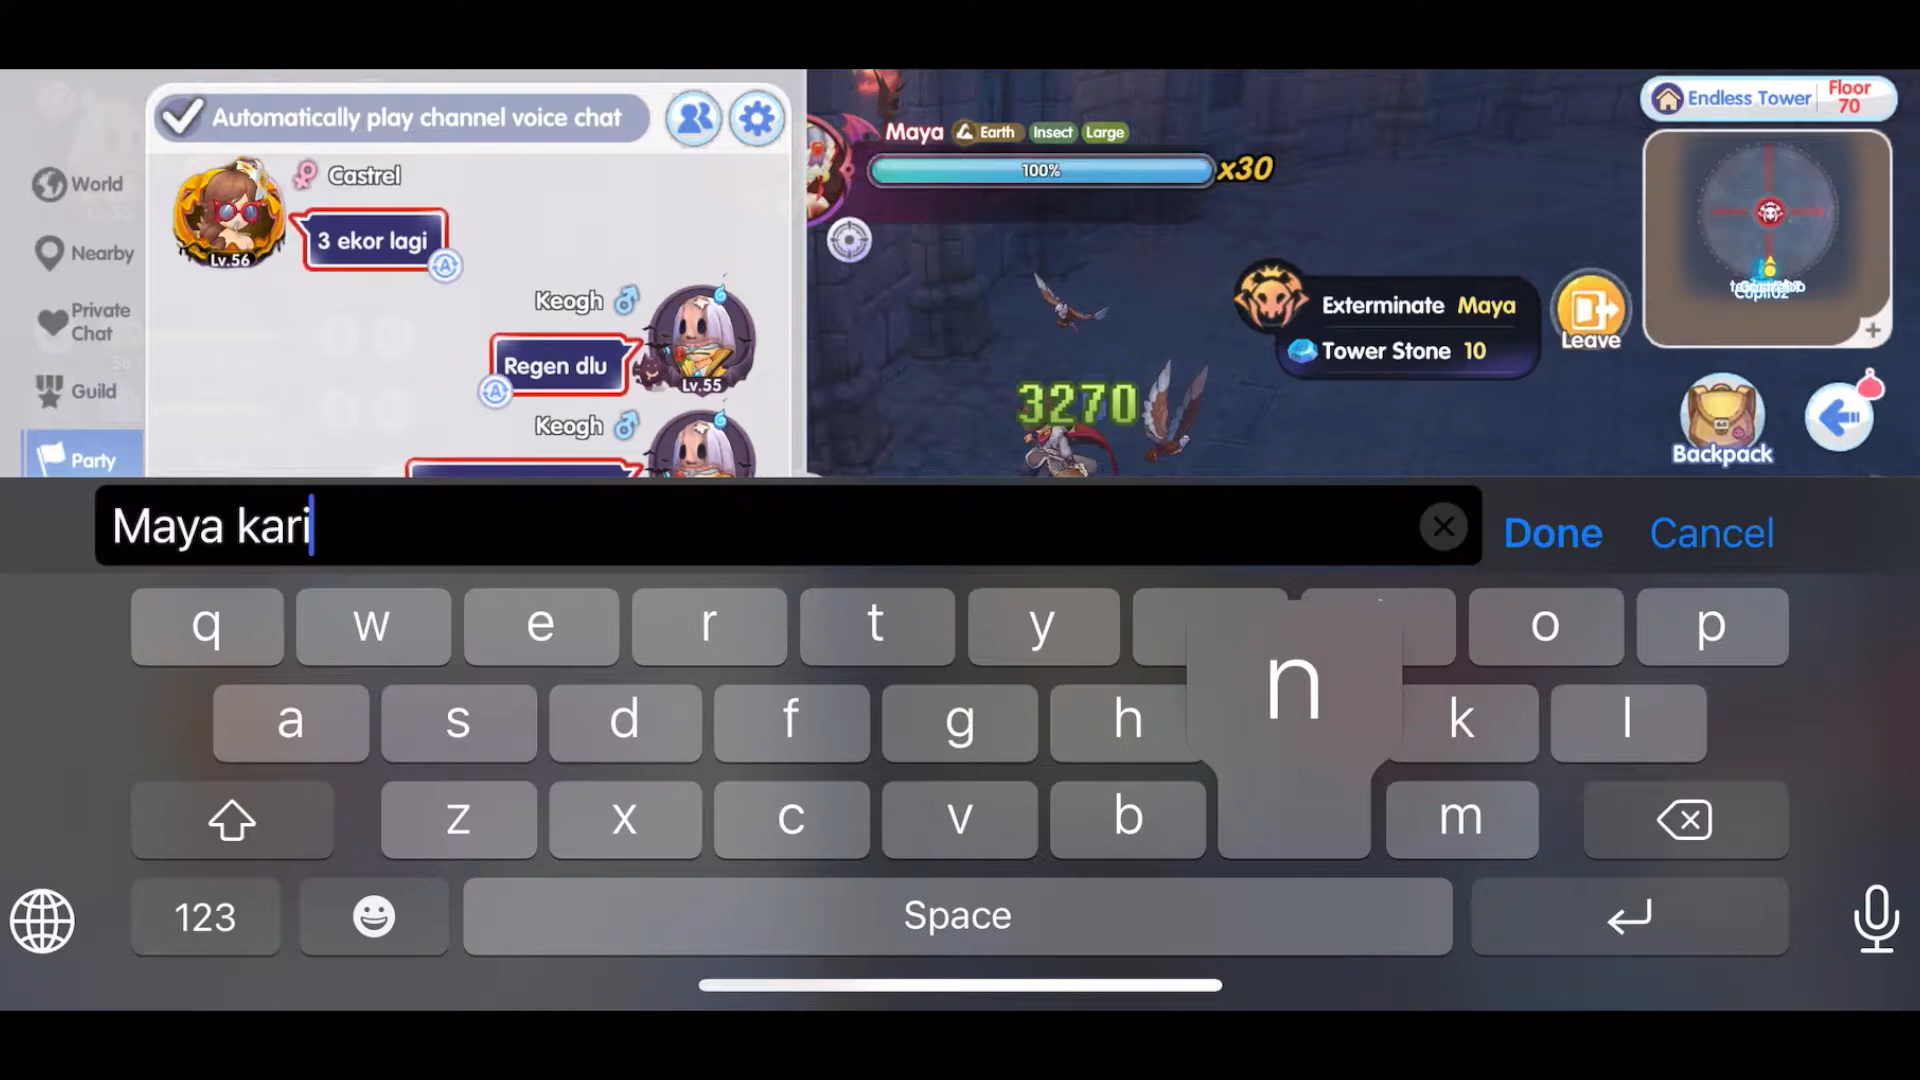 Automatically play channel voice chat
World
Nearby
Private
Chat
Guild
Party
Castrel
Lv.56
3 ekor lagi
A
Keogh
Lv.55
Regen dlu
A
Keogh
Maya Earth Insect Large
100% x30
Endless Tower Floor
70
Exterminate Maya
Tower Stone 10
Leave
3270
Backpack
Maya kari
Done Cancel
q w e r t y o p
n
a s d f g h k l
z x c v b m
123 Space